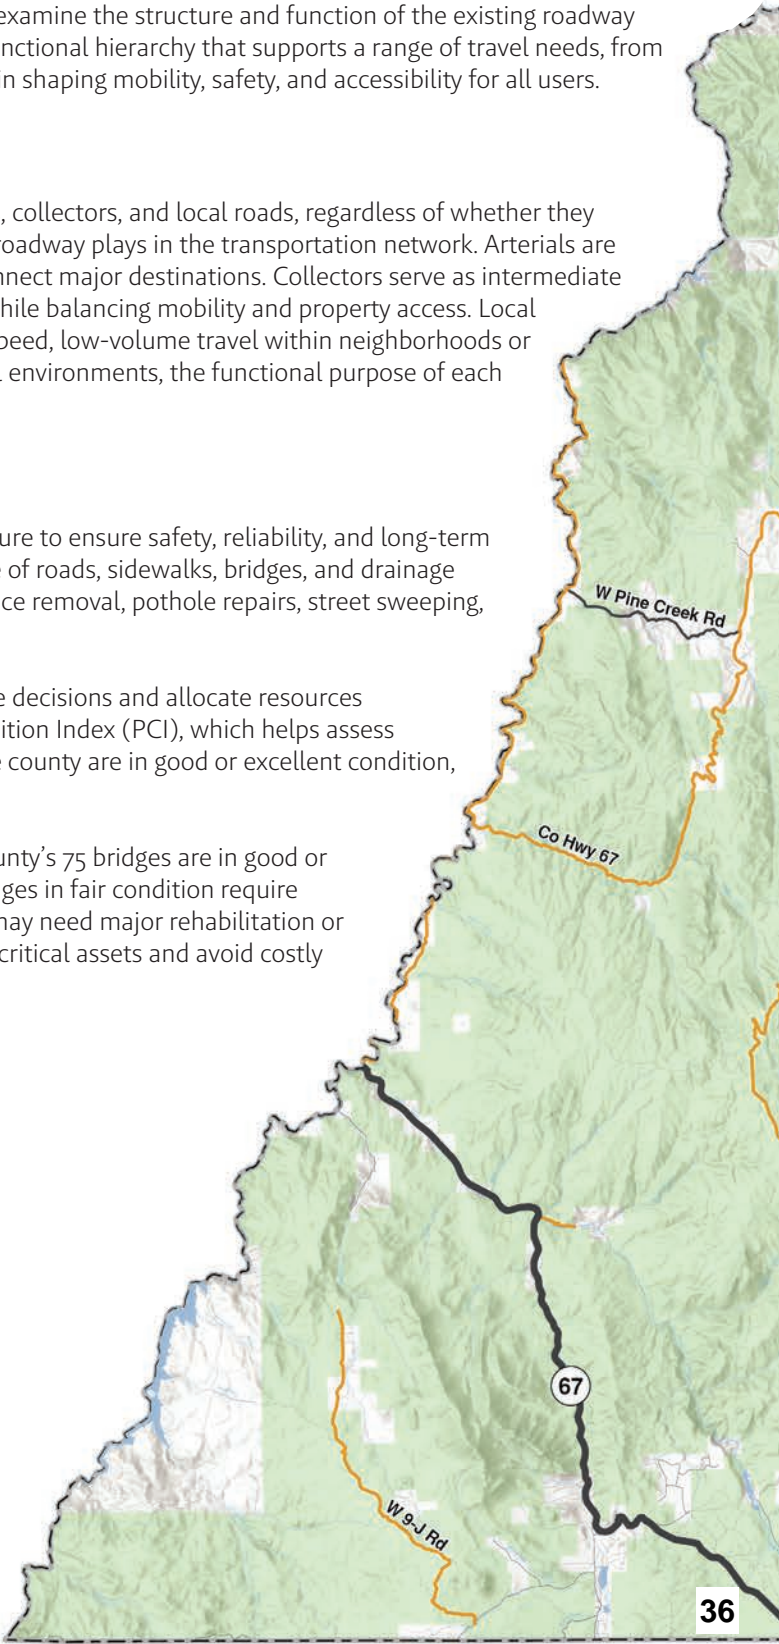 examine the structure and function of the existing roadway
nctional hierarchy that supports a range of travel needs, from
in shaping mobility, safety, and accessibility for all users.
, collectors, and local roads, regardless of whether they
roadway plays in the transportation network. Arterials are
nnect major destinations. Collectors serve as intermediate
hile balancing mobility and property access. Local
peed, low-volume travel within neighborhoods or
l environments, the functional purpose of each
ure to ensure safety, reliability, and long-term
e of roads, sidewalks, bridges, and drainage
ice removal, pothole repairs, street sweeping,
e decisions and allocate resources
dition Index (PCI), which helps assess
e county are in good or excellent condition,
unty’s 75 bridges are in good or
dges in fair condition require
may need major rehabilitation or
critical assets and avoid costly
W Pine Creek Rd
Co Hwy 67
67
W 9-J Rd
36